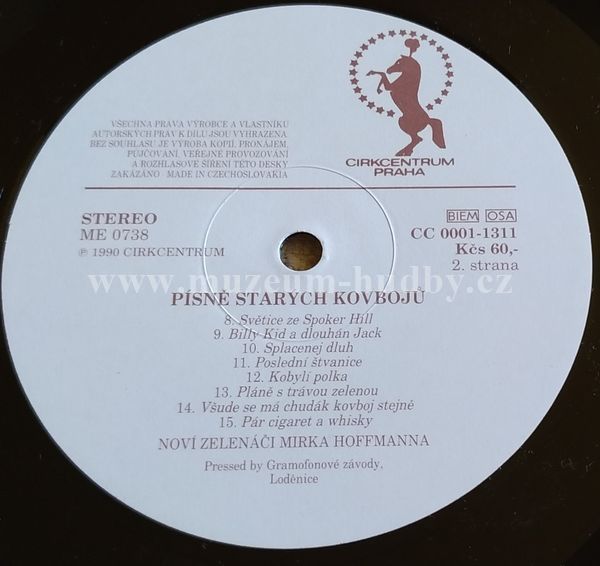 CIRKCENTRUM
PRAHA
VŠECHNA PRÁVA VÝROBCE A VLASTNÍKU
AUTORSKÝCH PRÁV K DÍLU JSOU VYHRAZENA.
BEZ SOUHLASU JE VÝROBA KOPIÍ, PRONÁJEM,
PŮJČOVÁNÍ, VEŘEJNÉ PROVOZOVÁNÍ
A ROZHLASOVÉ ŠÍŘENÍ TÉTO DESKY
ZAKÁZÁNO - MADE IN CZECHOSLOVAKIA
STEREO
ME 0738
℗ 1990 CIRKCENTRUM
BIEM OSA
CC 0001-1311
Kčs 60,-
2. strana
www.muzeum-hudby.cz
PÍSNĚ STARÝCH KOVBOJŮ
8. Světice ze Spoker Hill
9. Billy Kid a dlouhán Jack
10. Splacenej dluh
11. Poslední štvanice
12. Kobylí polka
13. Pláně s trávou zelenou
14. Všude se má chudák kovboj stejně
15. Pár cigaret a whisky
NOVÍ ZELENÁČI MIRKA HOFFMANNA
Pressed by Gramofonové závody,
Loděnice